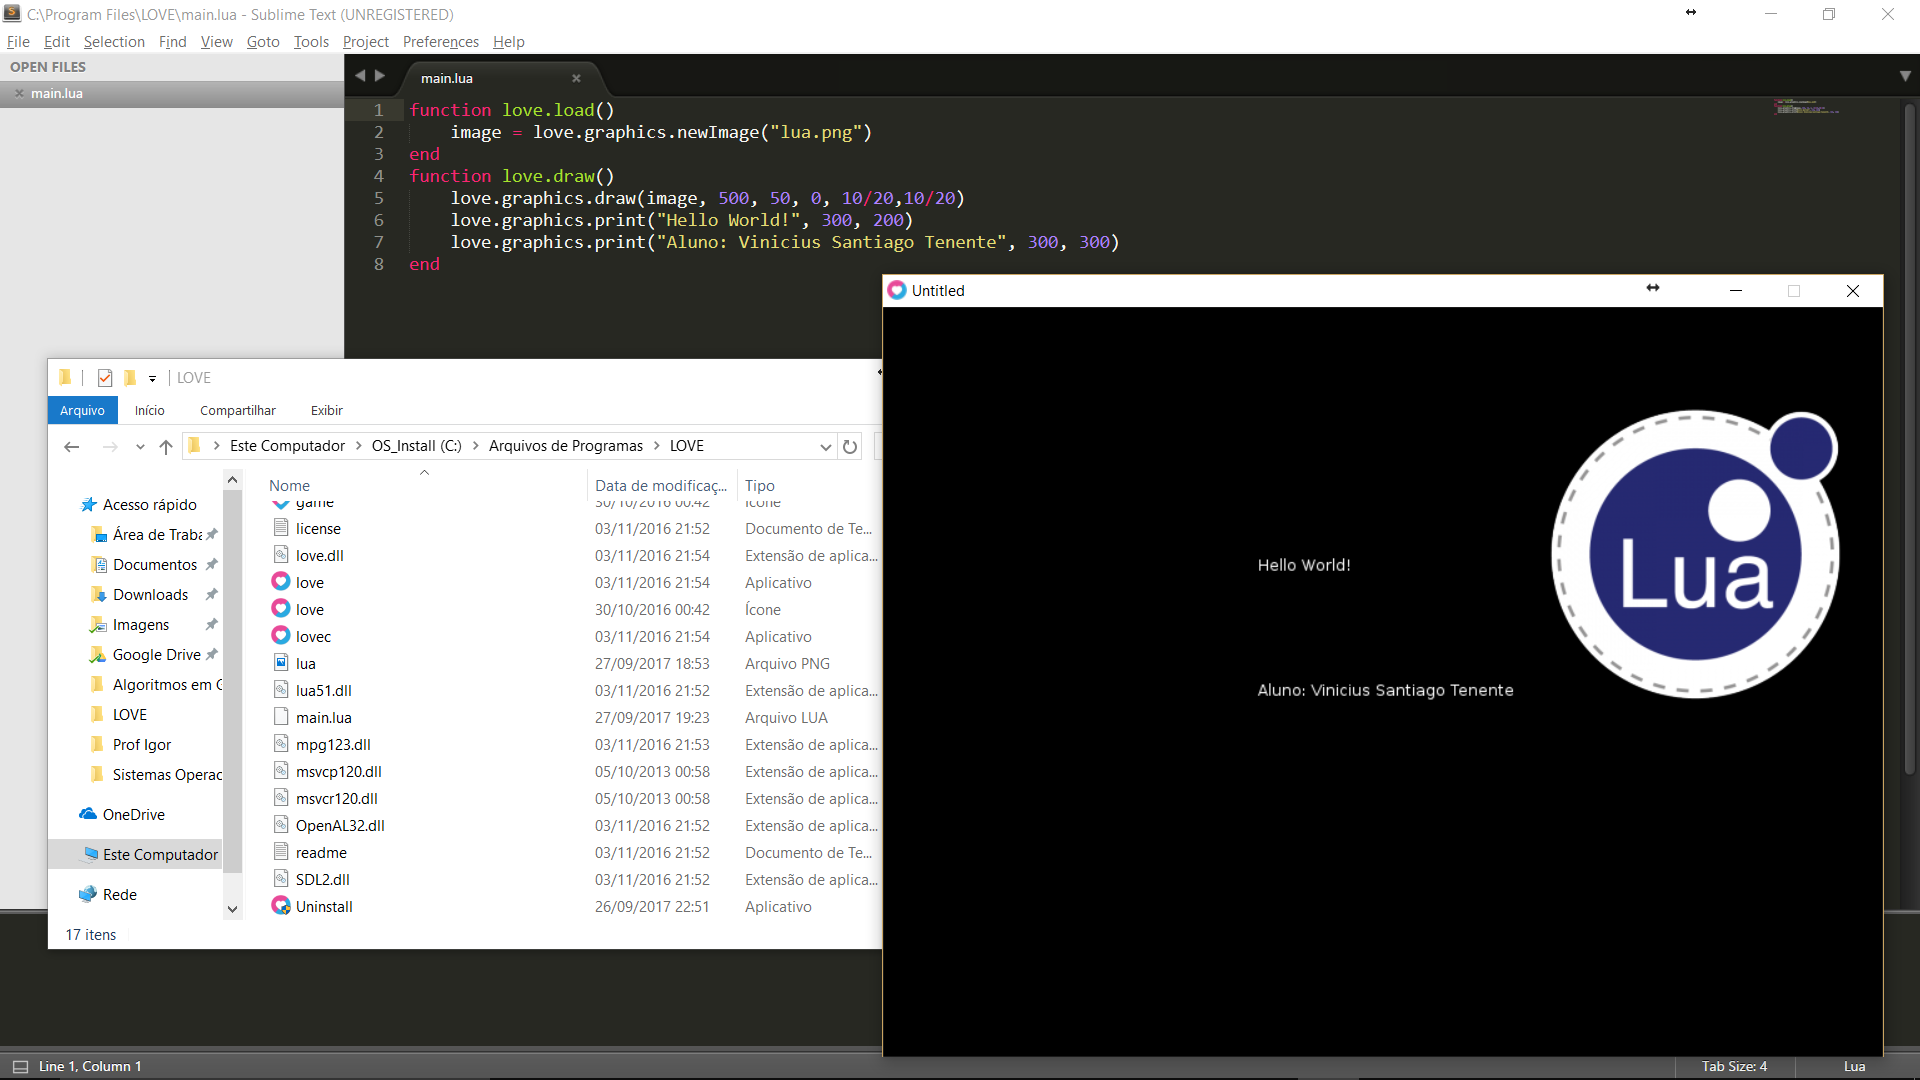 C:\Program Files\LOVE\main.lua - Sublime Text (UNREGISTERED)
File Edit Selection Find View Goto Tools Project Preferences Help
OPEN FILES
main.lua
main.lua
1 function love.load()
2 image = love.graphics.newImage("lua.png")
3 end
4 function love.draw()
5 love.graphics.draw(image, 500, 50, 0, 10/20,10/20)
6 love.graphics.print("Hello World!", 300, 200)
7 love.graphics.print("Aluno: Vinicius Santiago Tenente", 300, 300)
8 end
LOVE
Arquivo Início Compartilhar Exibir
Este Computador OS_Install (C:) Arquivos de Programas LOVE
Acesso rápido
Área de Traba
Documentos
Downloads
Imagens
Google Drive
Algoritmos em G
LOVE
Prof Igor
Sistemas Operac
OneDrive
Este Computador
Rede
Nome Data de modificaç... Tipo
game 30/10/2016 00:42 Ícone
license 03/11/2016 21:52 Documento de Te...
love.dll 03/11/2016 21:54 Extensão de aplica...
love 03/11/2016 21:54 Aplicativo
love 30/10/2016 00:42 Ícone
lovec 03/11/2016 21:54 Aplicativo
lua 27/09/2017 18:53 Arquivo PNG
lua51.dll 03/11/2016 21:52 Extensão de aplica...
main.lua 27/09/2017 19:23 Arquivo LUA
mpg123.dll 03/11/2016 21:53 Extensão de aplica...
msvcp120.dll 05/10/2013 00:58 Extensão de aplica...
msvcr120.dll 05/10/2013 00:58 Extensão de aplica...
OpenAL32.dll 03/11/2016 21:52 Extensão de aplica...
readme 03/11/2016 21:52 Documento de Te...
SDL2.dll 03/11/2016 21:52 Extensão de aplica...
Uninstall 26/09/2017 22:51 Aplicativo
17 itens
Untitled
Hello World!
Lua
Aluno: Vinicius Santiago Tenente
Line 1, Column 1
Tab Size: 4
Lua